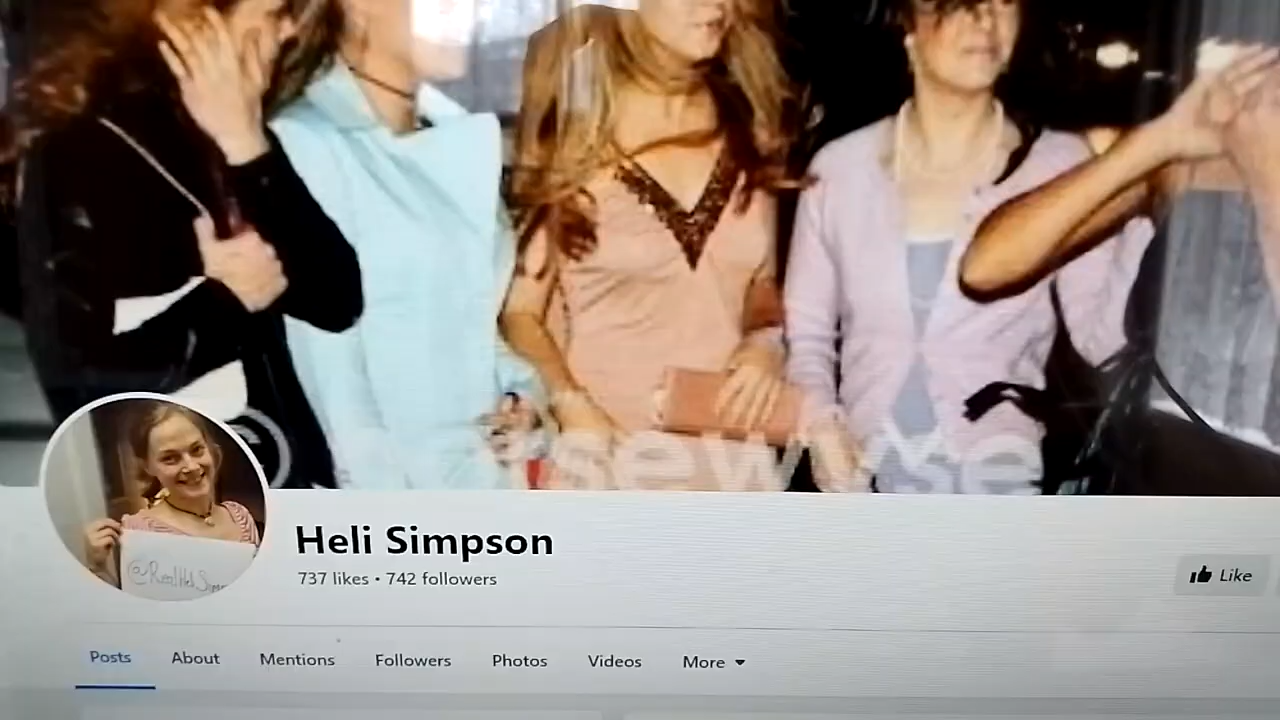 Heli Simpson
737 likes • 742 followers
Like
Posts About Mentions Followers Photos Videos More